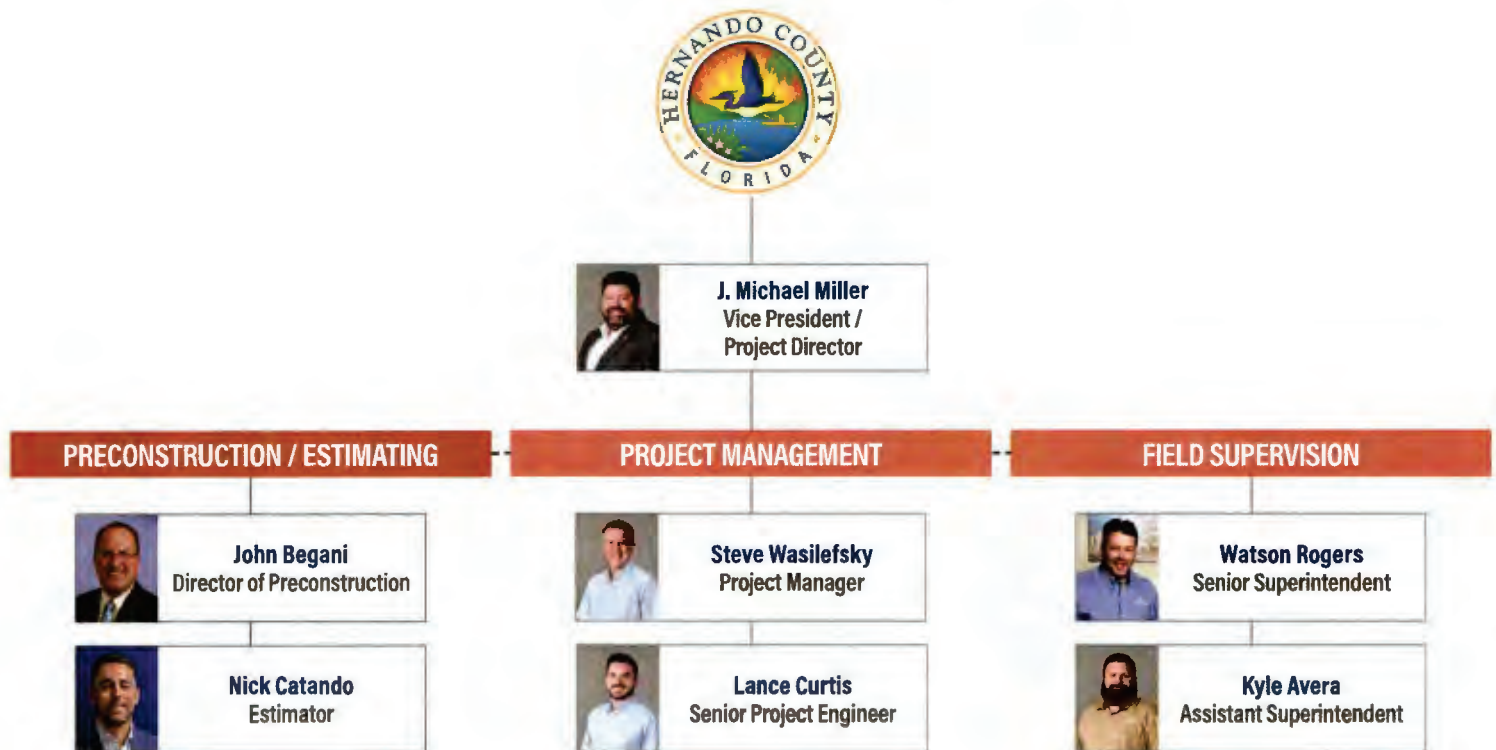 HERNANDO COUNTY
FLORIDA
J. Michael Miller
Vice President /
Project Director
PRECONSTRUCTION / ESTIMATING
PROJECT MANAGEMENT
FIELD SUPERVISION
John Begani
Director of Preconstruction
Steve Wasilefsky
Project Manager
Watson Rogers
Senior Superintendent
Nick Catando
Estimator
Lance Curtis
Senior Project Engineer
Kyle Avera
Assistant Superintendent